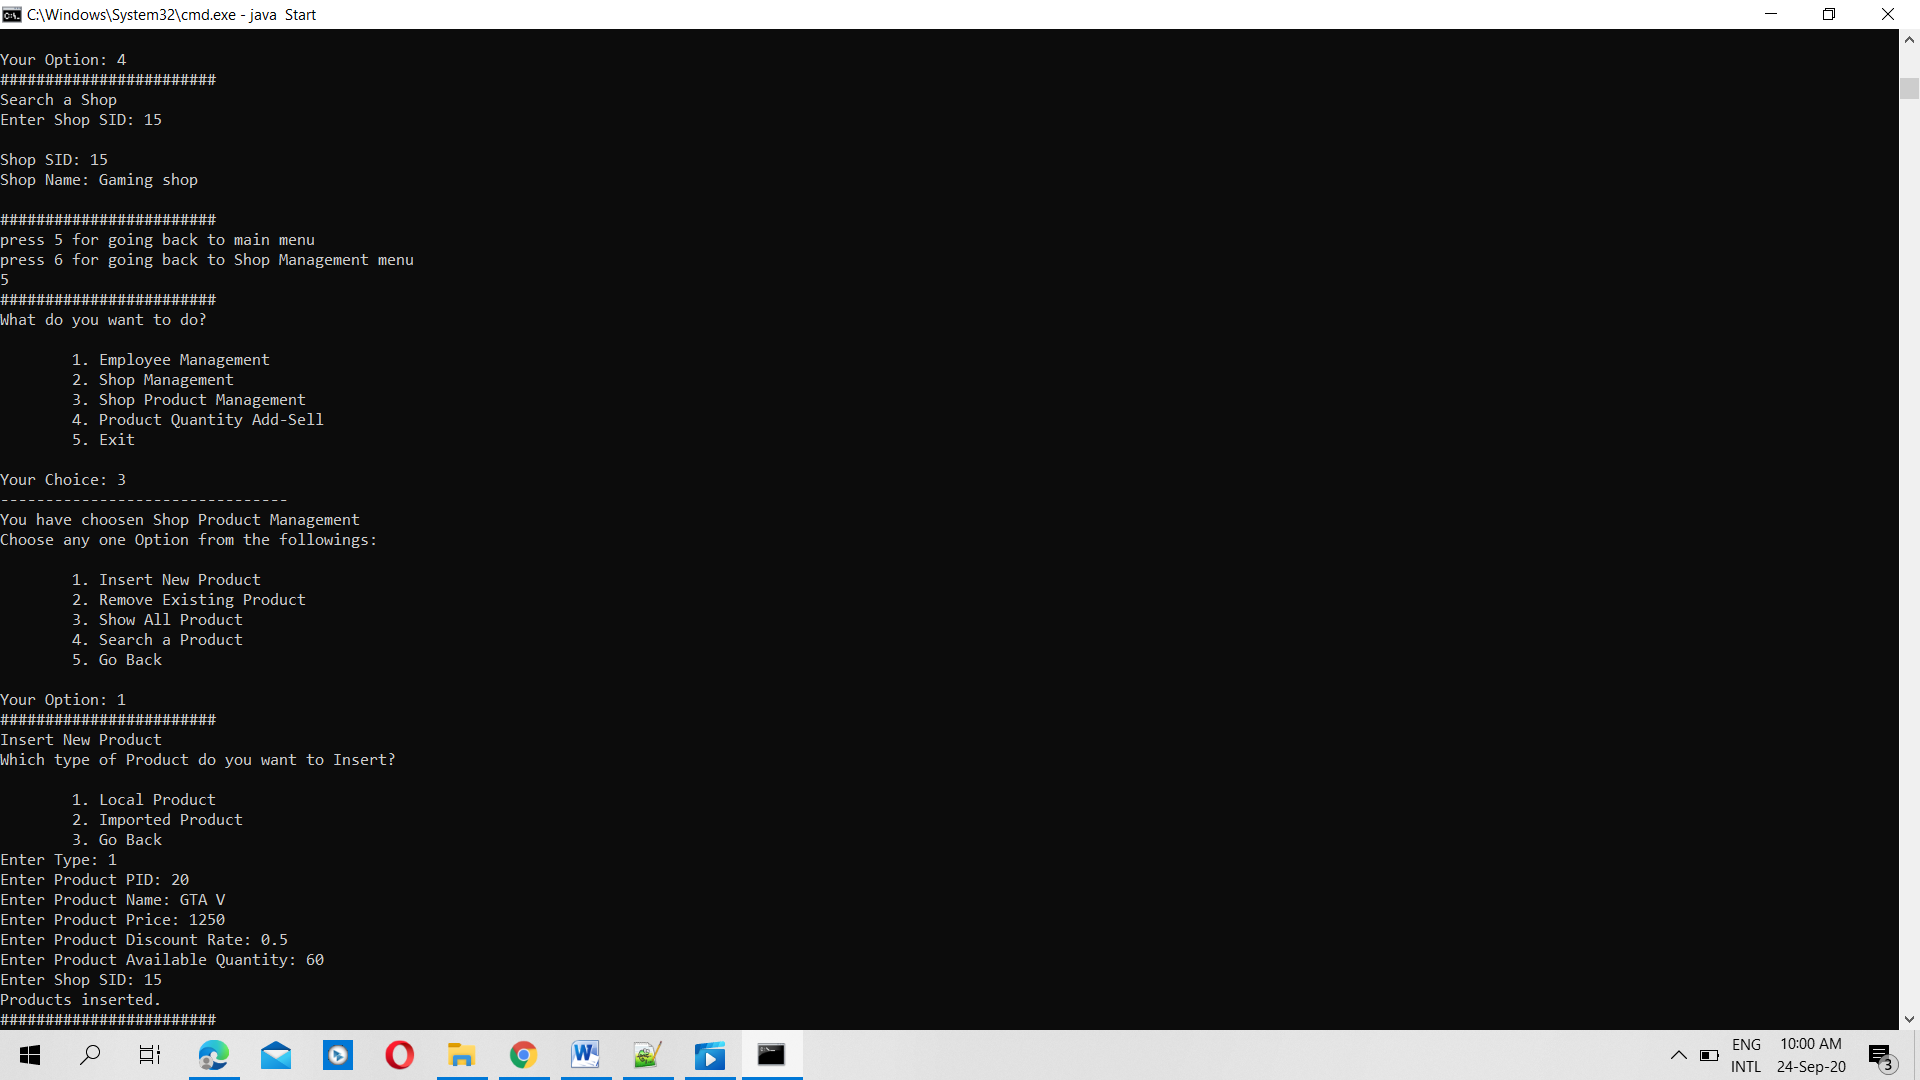 C:\Windows\System32\cmd.exe - java  Start
Your Option: 4
########################
Search a Shop
Enter Shop SID: 15
Shop SID: 15
Shop Name: Gaming shop
########################
press 5 for going back to main menu
press 6 for going back to Shop Management menu
5
########################
What do you want to do?
1. Employee Management
2. Shop Management
3. Shop Product Management
4. Product Quantity Add-Sell
5. Exit
Your Choice: 3
--------------------------------
You have choosen Shop Product Management
Choose any one Option from the followings:
1. Insert New Product
2. Remove Existing Product
3. Show All Product
4. Search a Product
5. Go Back
Your Option: 1
########################
Insert New Product
Which type of Product do you want to Insert?
1. Local Product
2. Imported Product
3. Go Back
Enter Type: 1
Enter Product PID: 20
Enter Product Name: GTA V
Enter Product Price: 1250
Enter Product Discount Rate: 0.5
Enter Product Available Quantity: 60
Enter Shop SID: 15
Products inserted.
########################
ENG
INTL
10:00 AM
24-Sep-20
3